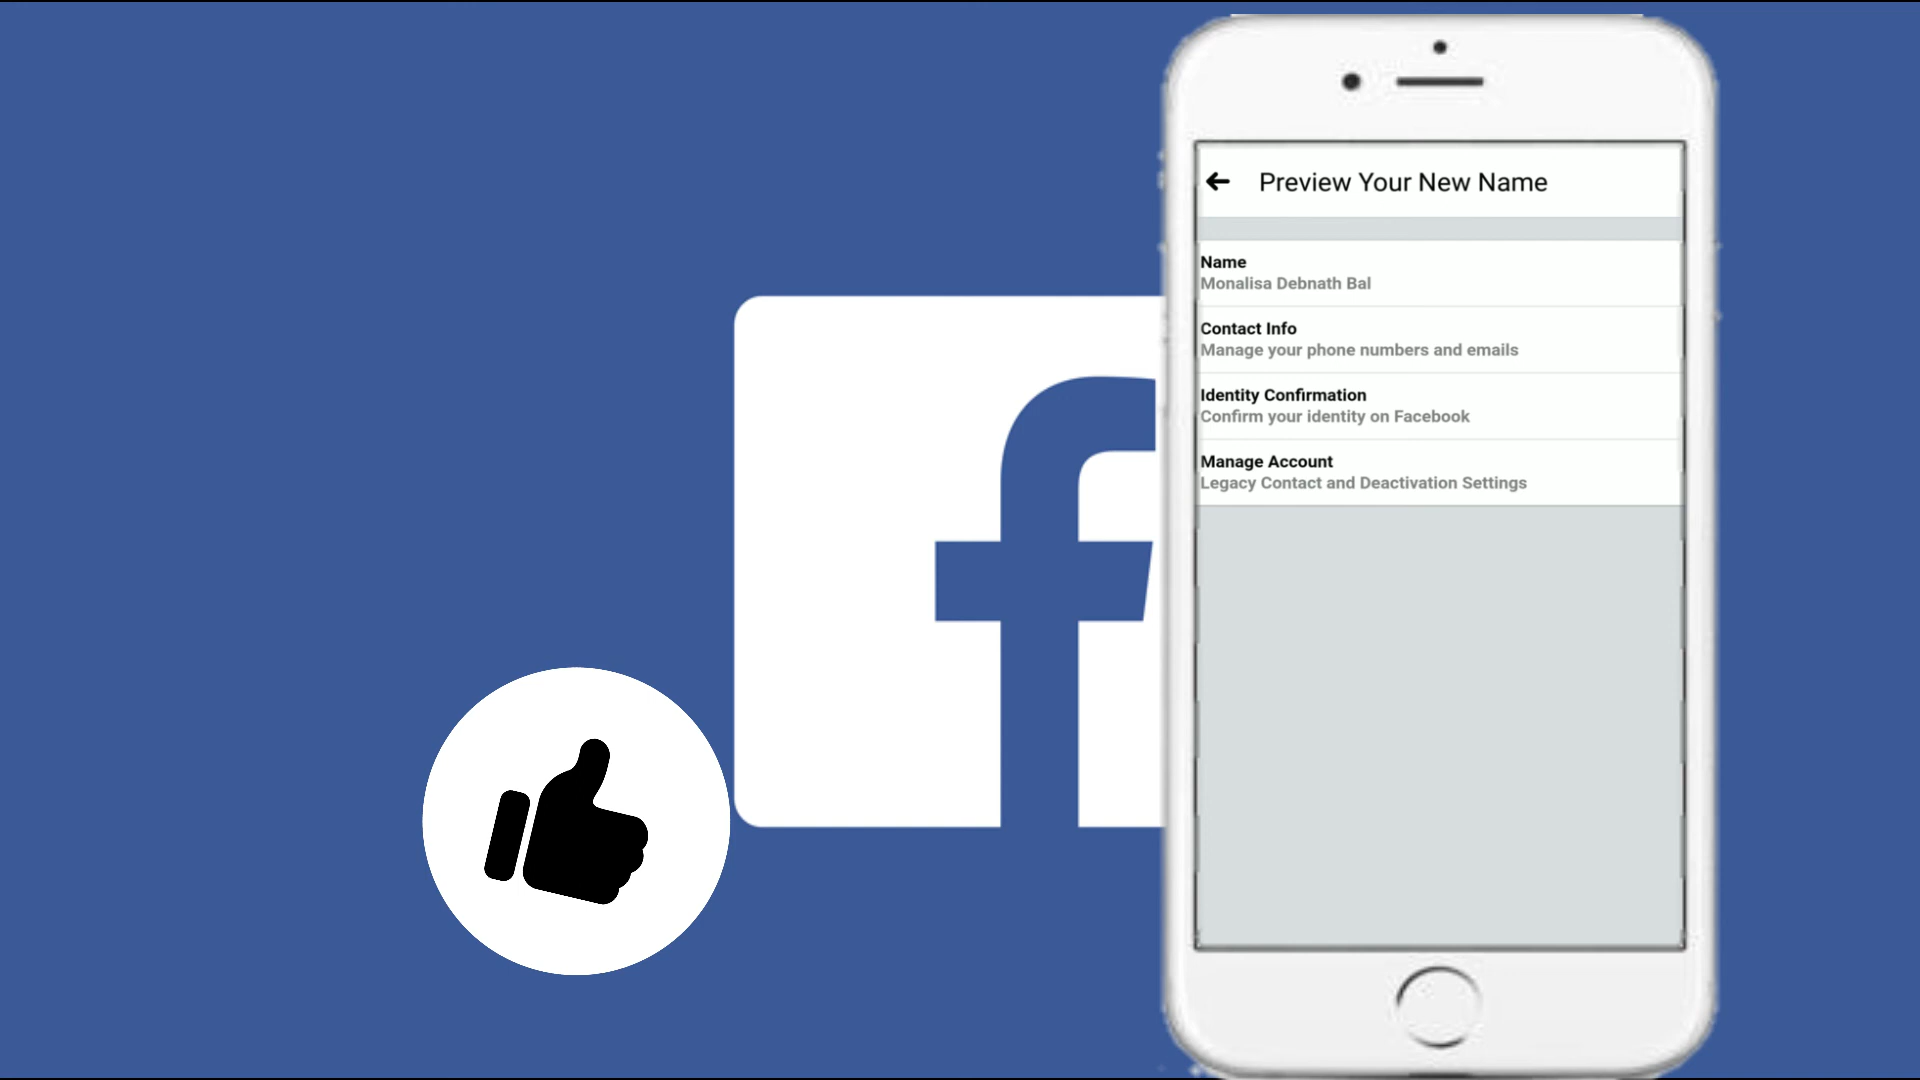 Preview Your New Name
Name
Monalisa Debnath Bal
Contact Info
Manage your phone numbers and emails
Identity Confirmation
Confirm your identity on Facebook
Manage Account
Legacy Contact and Deactivation Settings